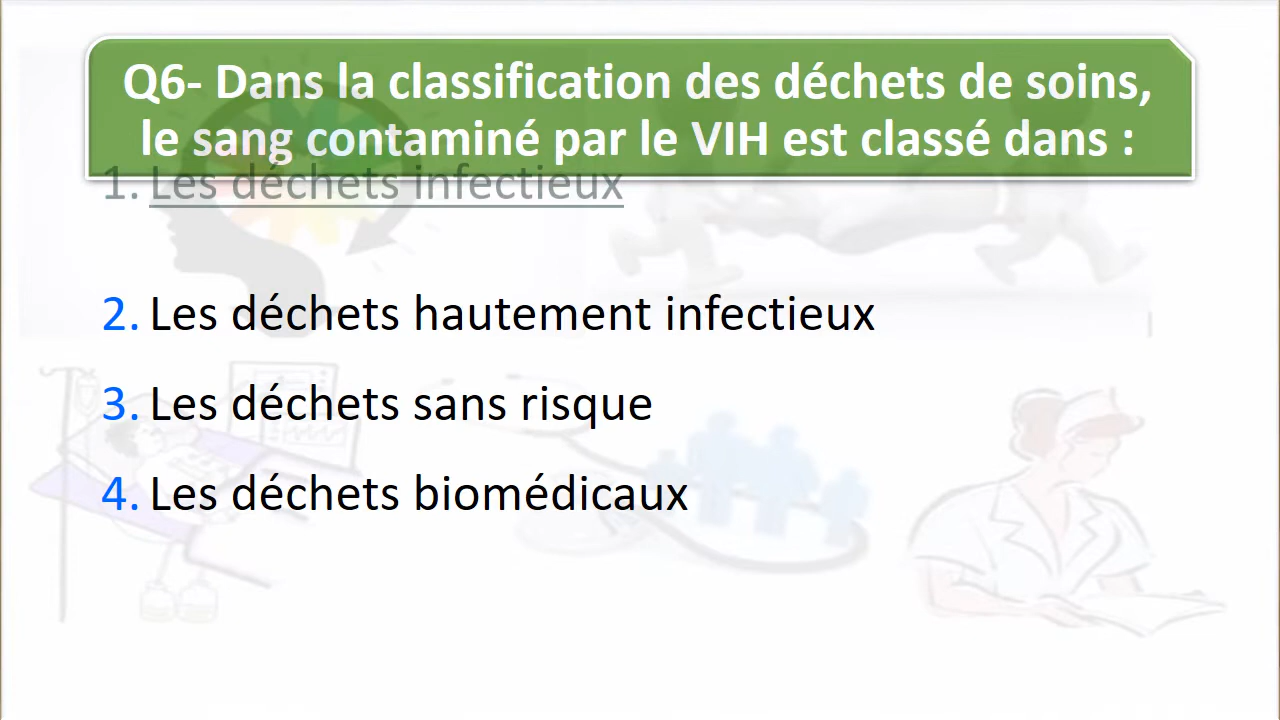 Q6- Dans la classification des déchets de soins,
le sang contaminé par le VIH est classé dans :
1. Les déchets infectieux
2. Les déchets hautement infectieux
3. Les déchets sans risque
4. Les déchets biomédicaux